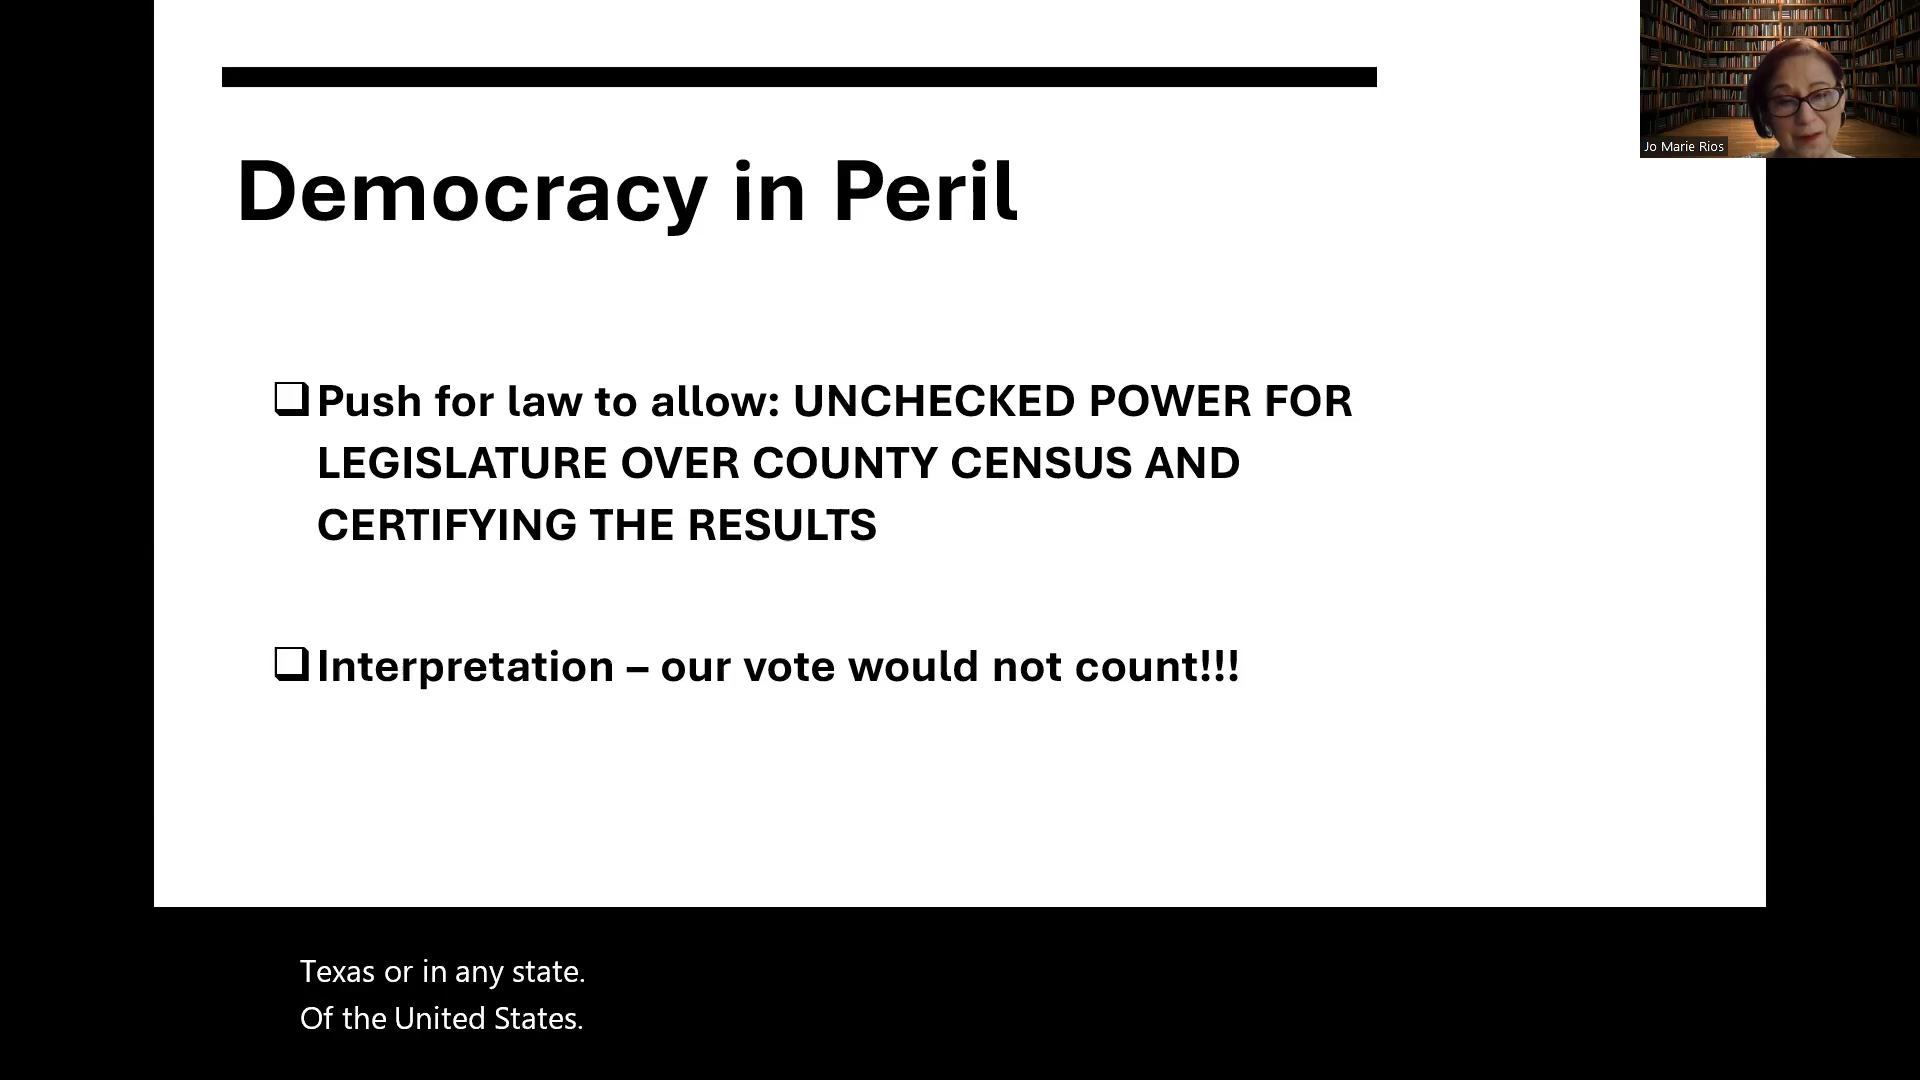 Jo Marie Rios
Democracy in Peril
Push for law to allow: UNCHECKED POWER FOR
LEGISLATURE OVER COUNTY CENSUS AND
CERTIFYING THE RESULTS
Interpretation – our vote would not count!!!
Texas or in any state.
Of the United States.